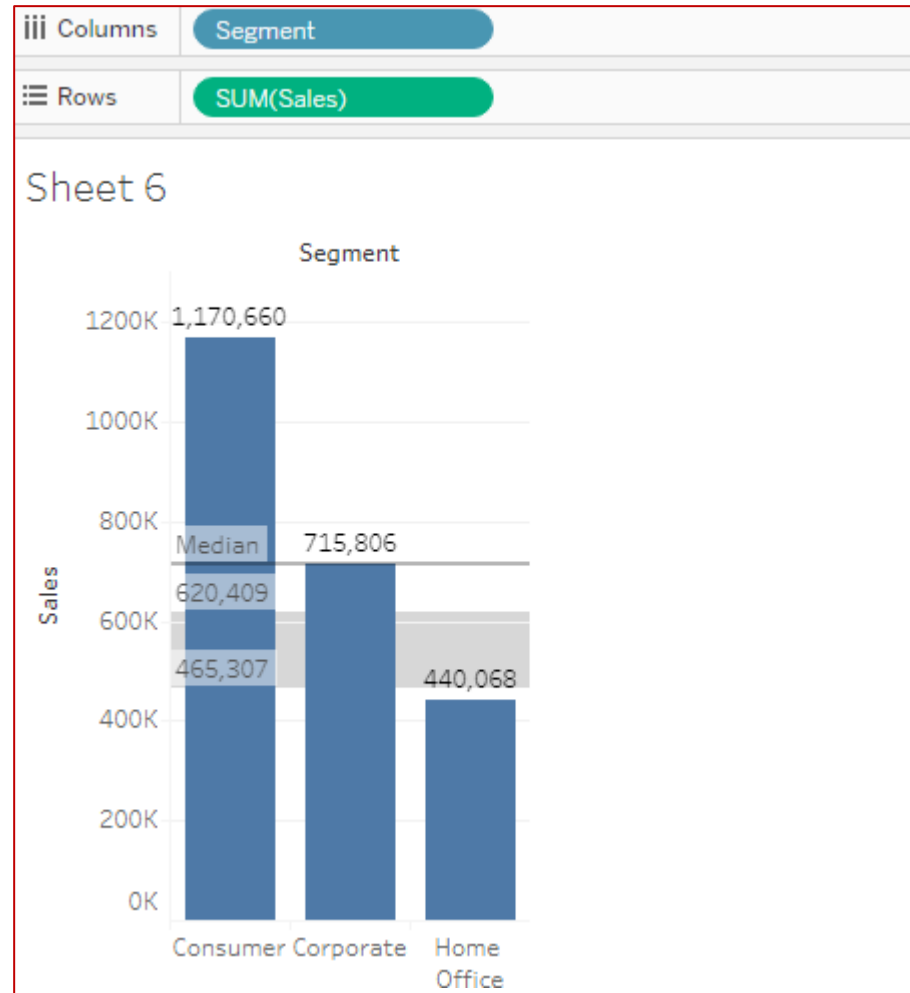 Columns Segment
Rows SUM(Sales)
Sheet 6
Segment
1200K
1,170,660
1000K
800K
Median
715,806
620,409
600K
465,307
440,068
400K
200K
0K
Sales
Consumer Corporate Home
Office